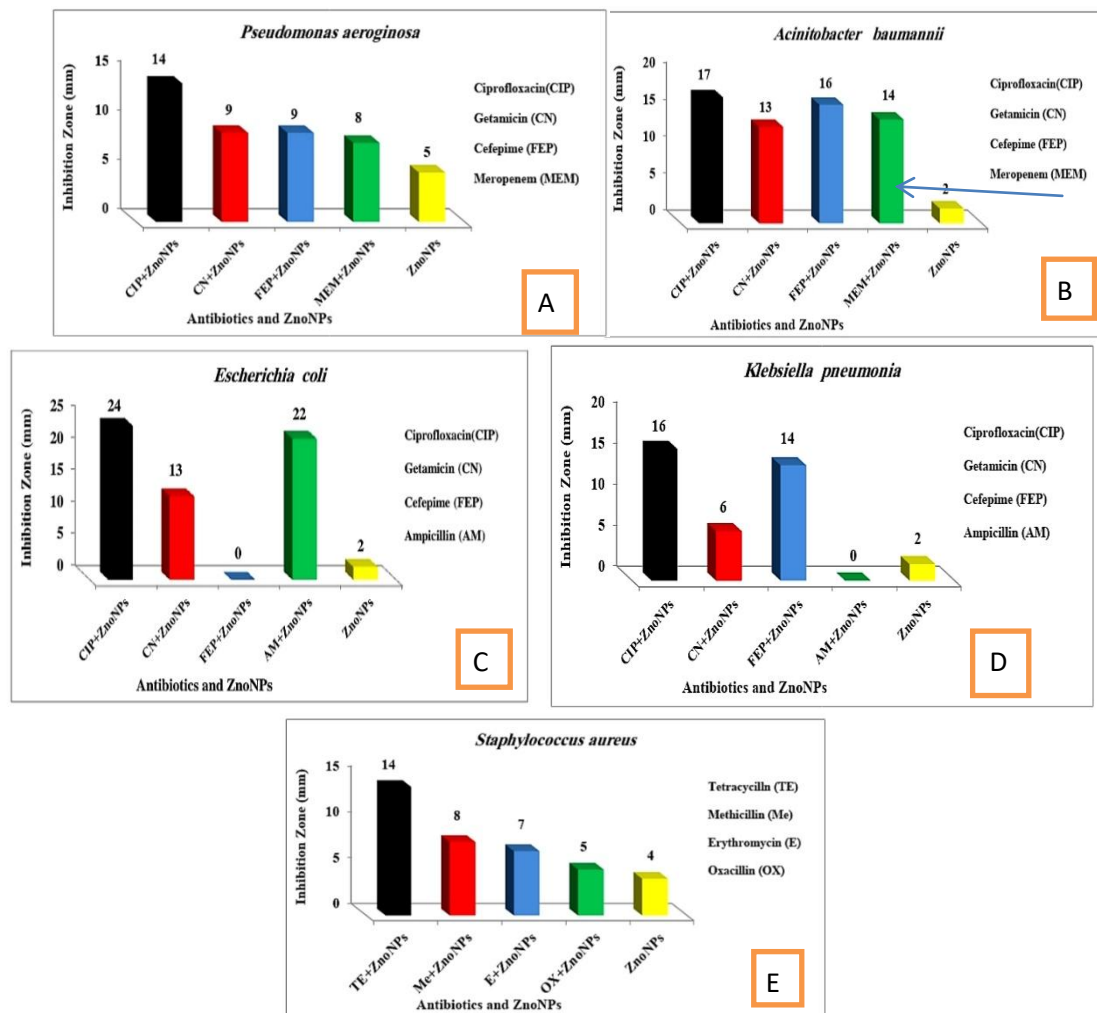 Pseudomonas aeroginosa
Inhibition Zone (mm)
15
10
5
0
14
9
9
8
5
Ciprofloxacin(CIP)
Getamicin (CN)
Cefepime (FEP)
Meropenem (MEM)
CIP+ZnoNPs
CN+ZnoNPs
FEP+ZnoNPs
MEM+ZnoNPs
ZnoNPs
Antibiotics and ZnoNPs
A
Acinitobacter baumannii
Inhibition Zone (mm)
20
15
10
5
0
17
13
16
14
2
Ciprofloxacin(CIP)
Getamicin (CN)
Cefepime (FEP)
Meropenem (MEM)
CIP+ZnoNPs
CN+ZnoNPs
FEP+ZnoNPs
MEM+ZnoNPs
ZnoNPs
Antibiotics and ZnoNPs
B
Escherichia coli
Inhibition Zone (mm)
25
20
15
10
5
0
24
13
0
22
2
Ciprofloxacin(CIP)
Getamicin (CN)
Cefepime (FEP)
Ampicillin (AM)
CIP+ZnoNPs
CN+ZnoNPs
FEP+ZnoNPs
AM+ZnoNPs
ZnoNPs
Antibiotics and ZnoNPs
C
Klebsiella pneumonia
Inhibition Zone (mm)
20
15
10
5
0
16
6
14
0
2
Ciprofloxacin(CIP)
Getamicin (CN)
Cefepime (FEP)
Ampicillin (AM)
CIP+ZnoNPs
CN+ZnoNPs
FEP+ZnoNPs
AM+ZnoNPs
ZnoNPs
Antibiotics and ZnoNPs
D
Staphylococcus aureus
Inhibition Zone (mm)
15
10
5
0
14
8
7
5
4
Tetracycilln (TE)
Methicillin (Me)
Erythromycin (E)
Oxacillin (OX)
TE+ZnoNPs
Me+ZnoNPs
E+ZnoNPs
OX+ZnoNPs
ZnoNPs
Antibiotics and ZnoNPs
E